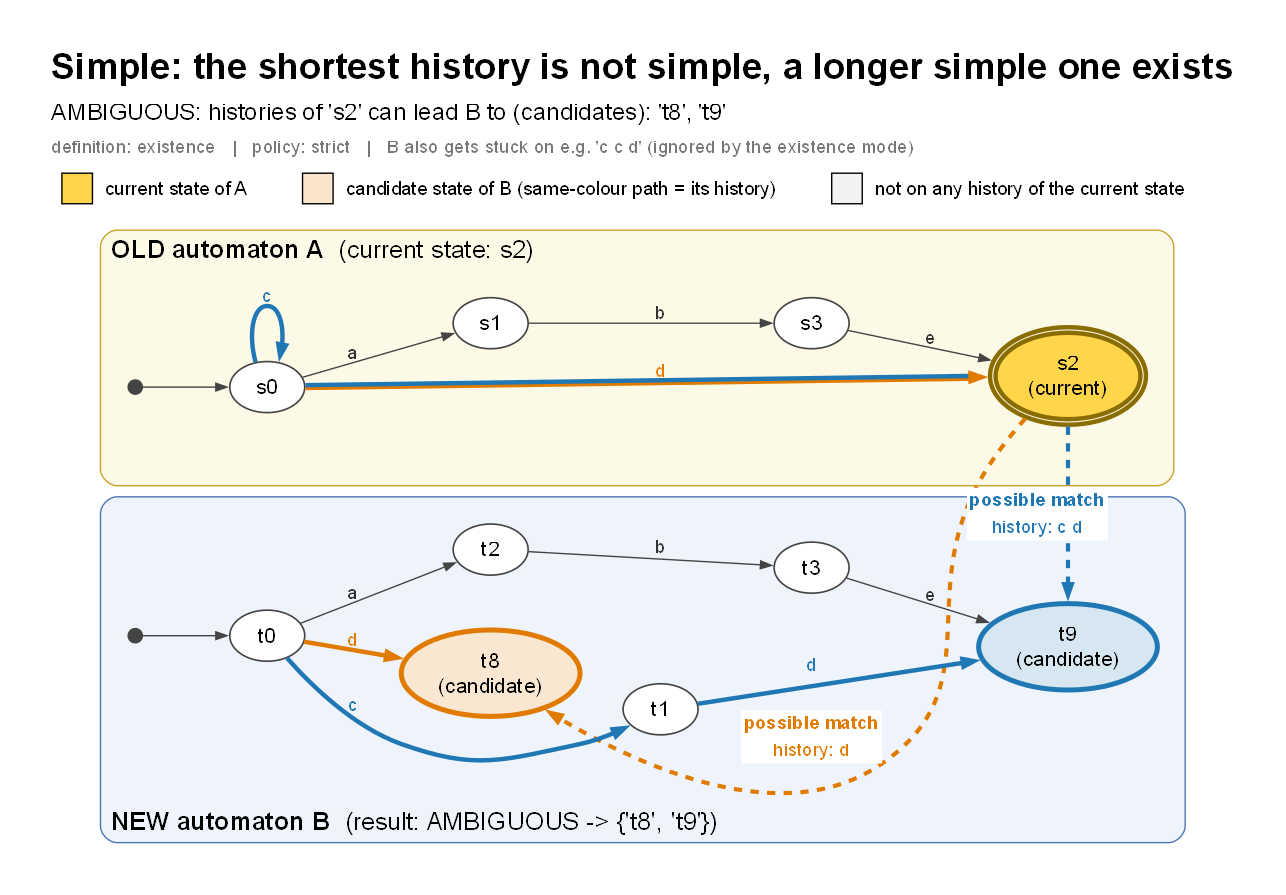 Simple: the shortest history is not simple, a longer simple one exists
AMBIGUOUS: histories of 's2' can lead B to (candidates): 't8', 't9'
definition: existence | policy: strict | B also gets stuck on e.g. 'c c d' (ignored by the existence mode)
current state of A
candidate state of B (same-colour path = its history)
not on any history of the current state
OLD automaton A (current state: s2)
c
s1
b
s3
a
e
s0
d
s2
(current)
possible match
history: c d
t2
b
t3
a
e
t0
d
t8
(candidate)
t9
(candidate)
d
c
t1
possible match
history: d
NEW automaton B (result: AMBIGUOUS -> {'t8', 't9'})